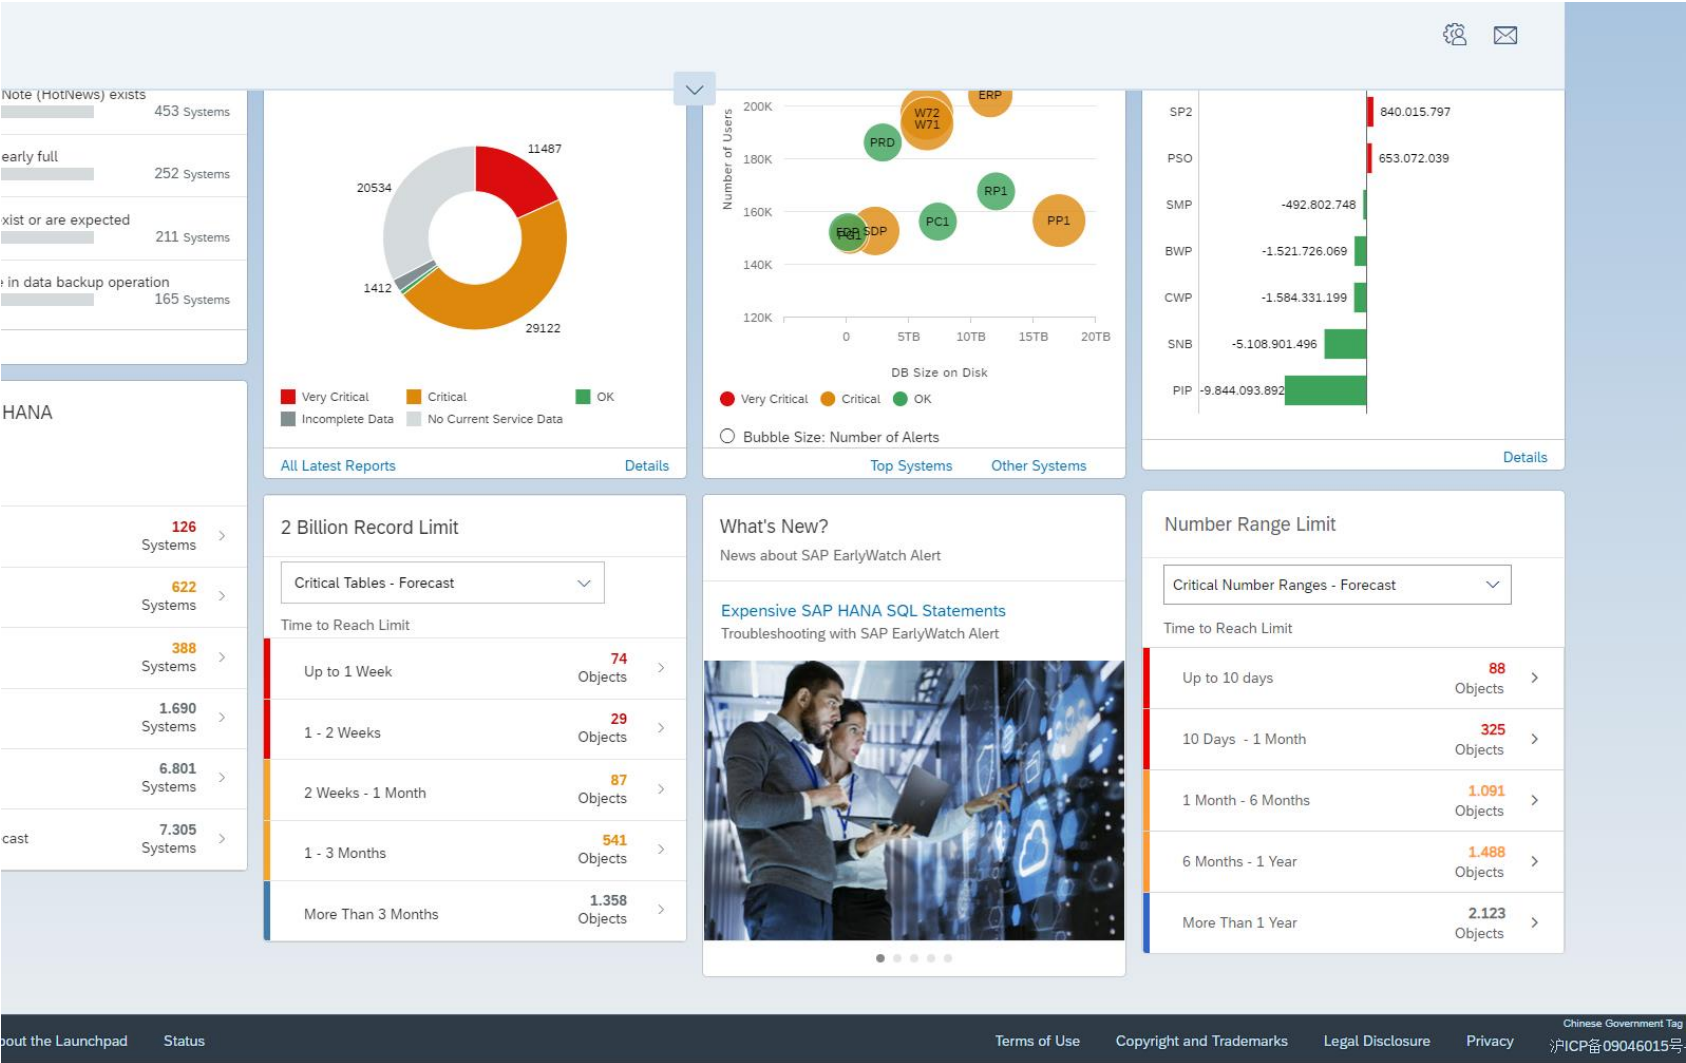 Note (HotNews) exists
453 Systems
early full
252 Systems
xist or are expected
211 Systems
e in data backup operation
165 Systems
HANA
126
Systems
622
Systems
388
Systems
1.690
Systems
6.801
Systems
cast
7.305
Systems
11487
20534
1412
29122
Very Critical
Critical
OK
Incomplete Data
No Current Service Data
All Latest Reports
Details
2 Billion Record Limit
Critical Tables - Forecast
Time to Reach Limit
Up to 1 Week
74
Objects
1 - 2 Weeks
29
Objects
2 Weeks - 1 Month
87
Objects
1 - 3 Months
541
Objects
More Than 3 Months
1.358
Objects
Number of Users
200K
180K
160K
140K
120K
ERP
W72
W71
PRD
RP1
PC1
PP1
SDP
0
5TB
10TB
15TB
20TB
DB Size on Disk
Very Critical
Critical
OK
Bubble Size: Number of Alerts
Top Systems
Other Systems
What's New?
News about SAP EarlyWatch Alert
Expensive SAP HANA SQL Statements
Troubleshooting with SAP EarlyWatch Alert
SP2
840.015.797
PSO
653.072.039
SMP
-492.802.748
BWP
-1.521.726.069
CWP
-1.584.331.199
SNB
-5.108.901.496
PIP
-9.844.093.892
Details
Number Range Limit
Critical Number Ranges - Forecast
Time to Reach Limit
Up to 10 days
88
Objects
10 Days - 1 Month
325
Objects
1 Month - 6 Months
1.091
Objects
6 Months - 1 Year
1.488
Objects
More Than 1 Year
2.123
Objects
bout the Launchpad
Status
Terms of Use
Copyright and Trademarks
Legal Disclosure
Privacy
Chinese Government Tag
沪ICP备09046015号-